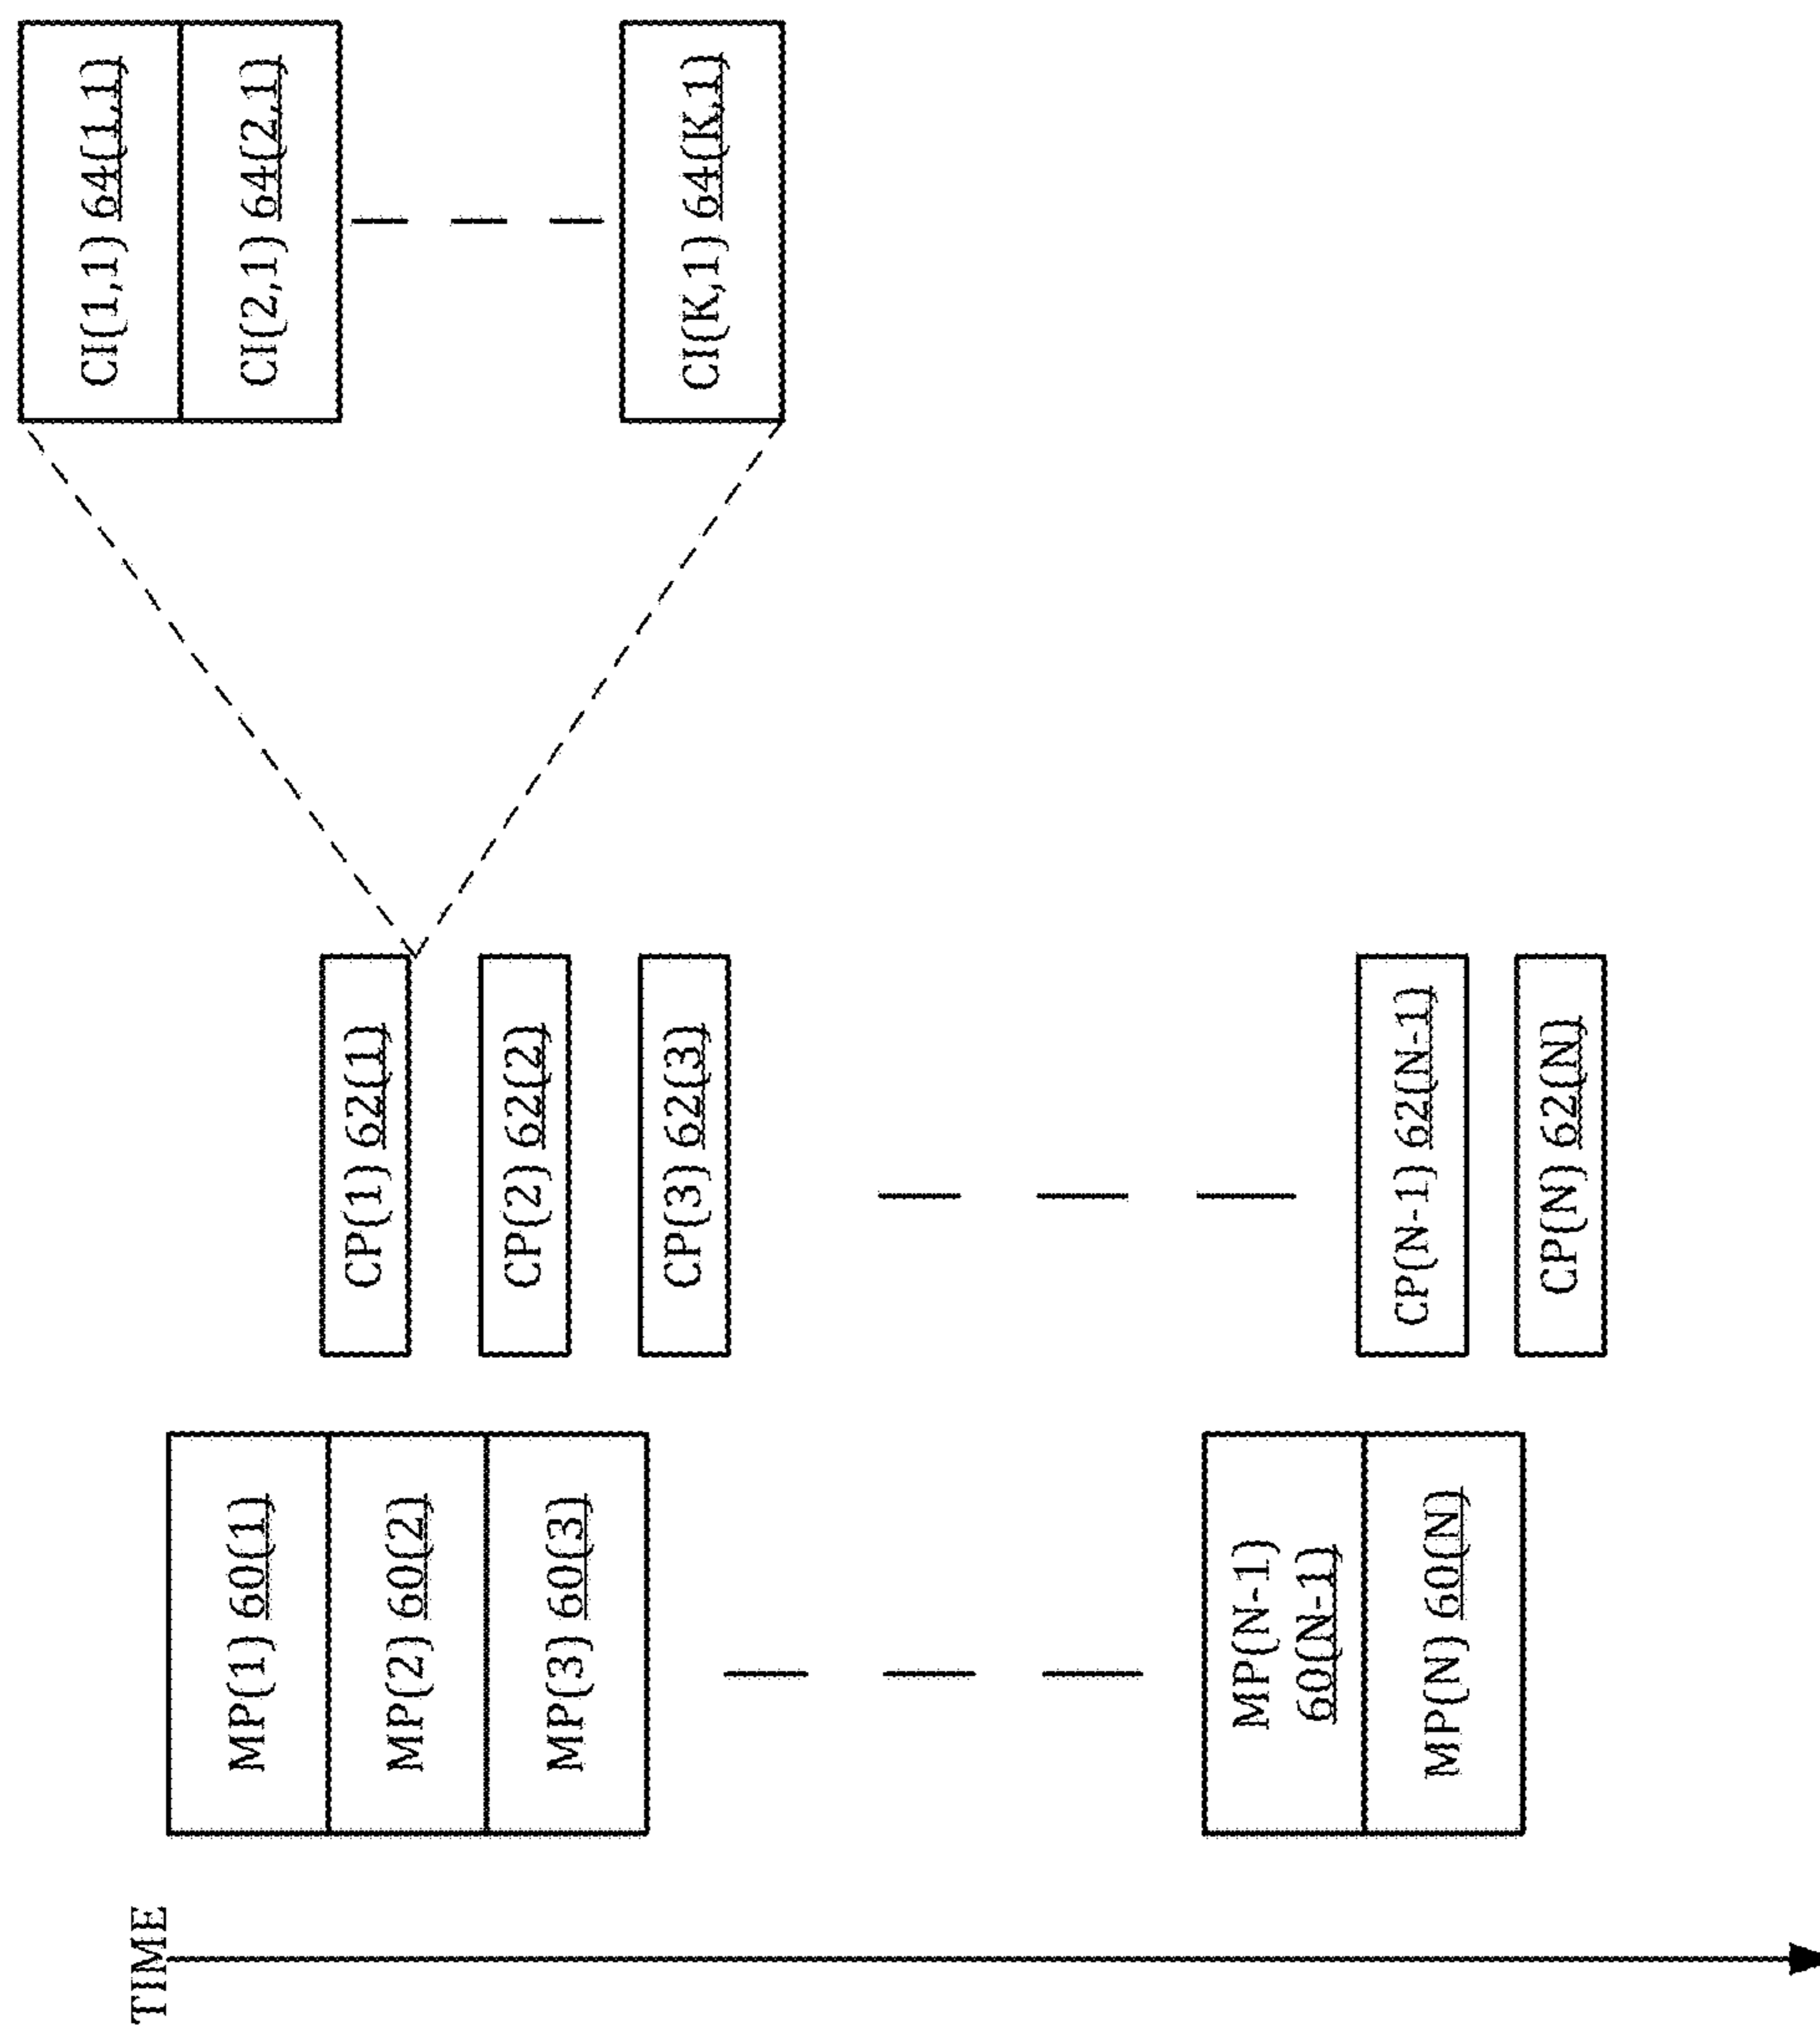 TIME
MP(1) 60(1)
MP(2) 60(2)
MP(3) 60(3)
MP(N-1)
60(N-1)
MP(N) 60(N)
CP(1) 62(1)
CP(2) 62(2)
CP(3) 62(3)
CP(N-1) 62(N-1)
CP(N) 62(N)
CI(1,1) 64(1,1)
CI(2,1) 64(2,1)
CI(K,1) 64(K,1)